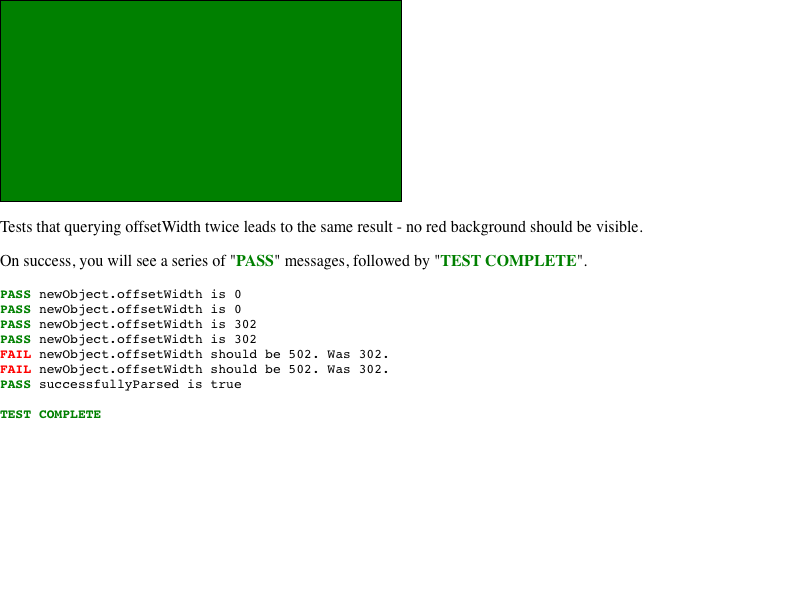 Tests that querying offsetWidth twice leads to the same result - no red background should be visible.
On success, you will see a series of "PASS" messages, followed by "TEST COMPLETE".
PASS newObject.offsetWidth is 0
PASS newObject.offsetWidth is 0
PASS newObject.offsetWidth is 302
PASS newObject.offsetWidth is 302
FAIL newObject.offsetWidth should be 502. Was 302.
FAIL newObject.offsetWidth should be 502. Was 302.
PASS successfullyParsed is true
TEST COMPLETE